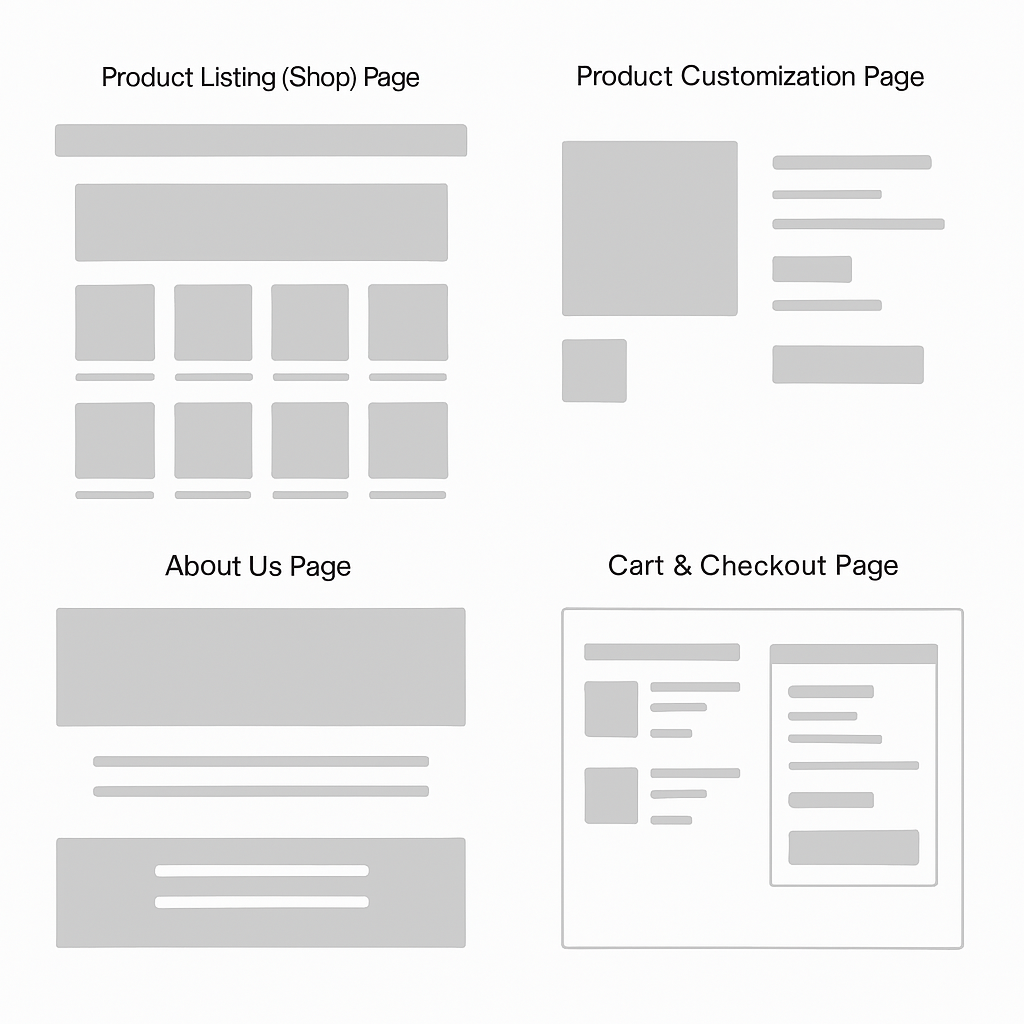 Product Listing (Shop) Page
Product Customization Page
About Us Page
Cart & Checkout Page